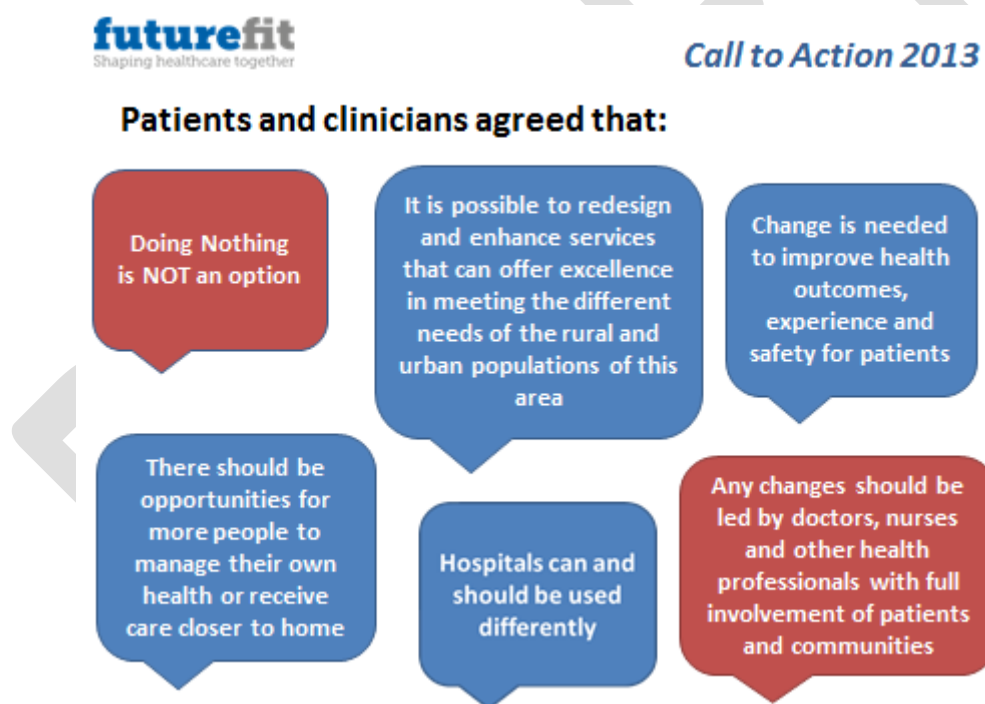 futurefit
Shaping healthcare together
Call to Action 2013
Patients and clinicians agreed that:
Doing Nothing
is NOT an option
It is possible to redesign
and enhance services
that can offer excellence
in meeting the different
needs of the rural and
urban populations of this
area
Change is needed
to improve health
outcomes,
experience and
safety for patients
There should be
opportunities for
more people to
manage their own
health or receive
care closer to home
Hospitals can and
should be used
differently
Any changes should be
led by doctors, nurses
and other health
professionals with full
involvement of patients
and communities